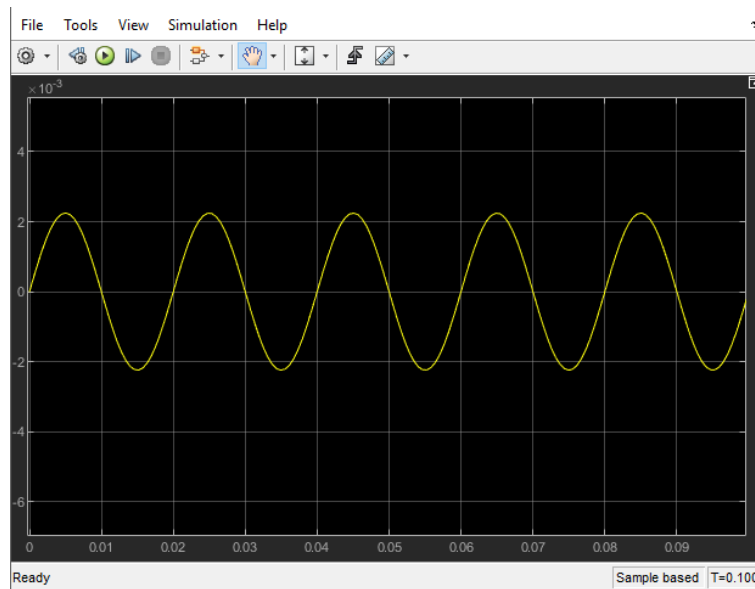 File Tools View Simulation Help
×10⁻³
4
2
0
-2
-4
-6
0 0.01 0.02 0.03 0.04 0.05 0.06 0.07 0.08 0.09
Ready Sample based T=0.100